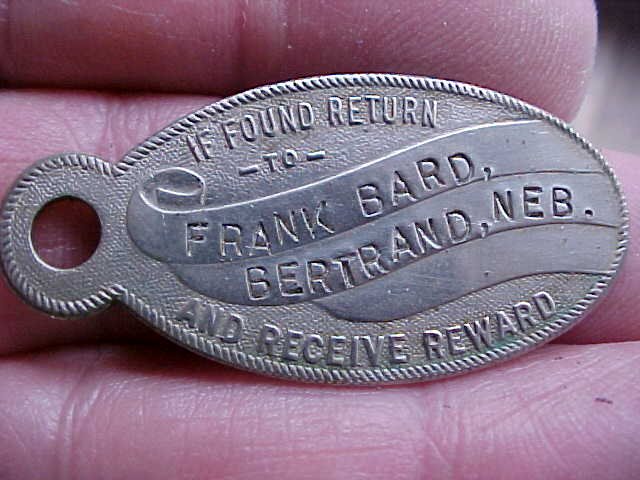 IF FOUND RETURN
– TO –
FRANK BARD,
BERTRAND, NEB.
AND RECEIVE REWARD